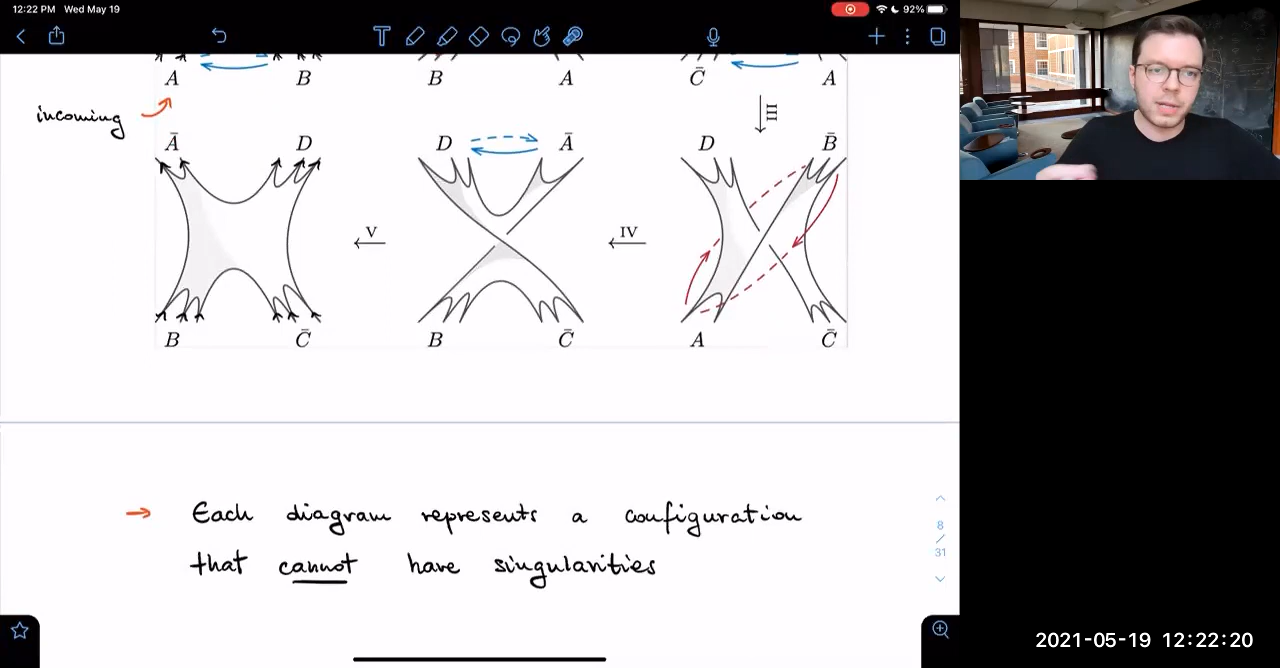 12:22 PM Wed May 19
92%
A B B A C̄ A
incoming
III
Ā D D Ā D B̄
V IV
B C̄ B C̄ A C̄
→ Each diagram represents a configuration
that cannot have singularities
8
/
31
2021-05-19 12:22:20